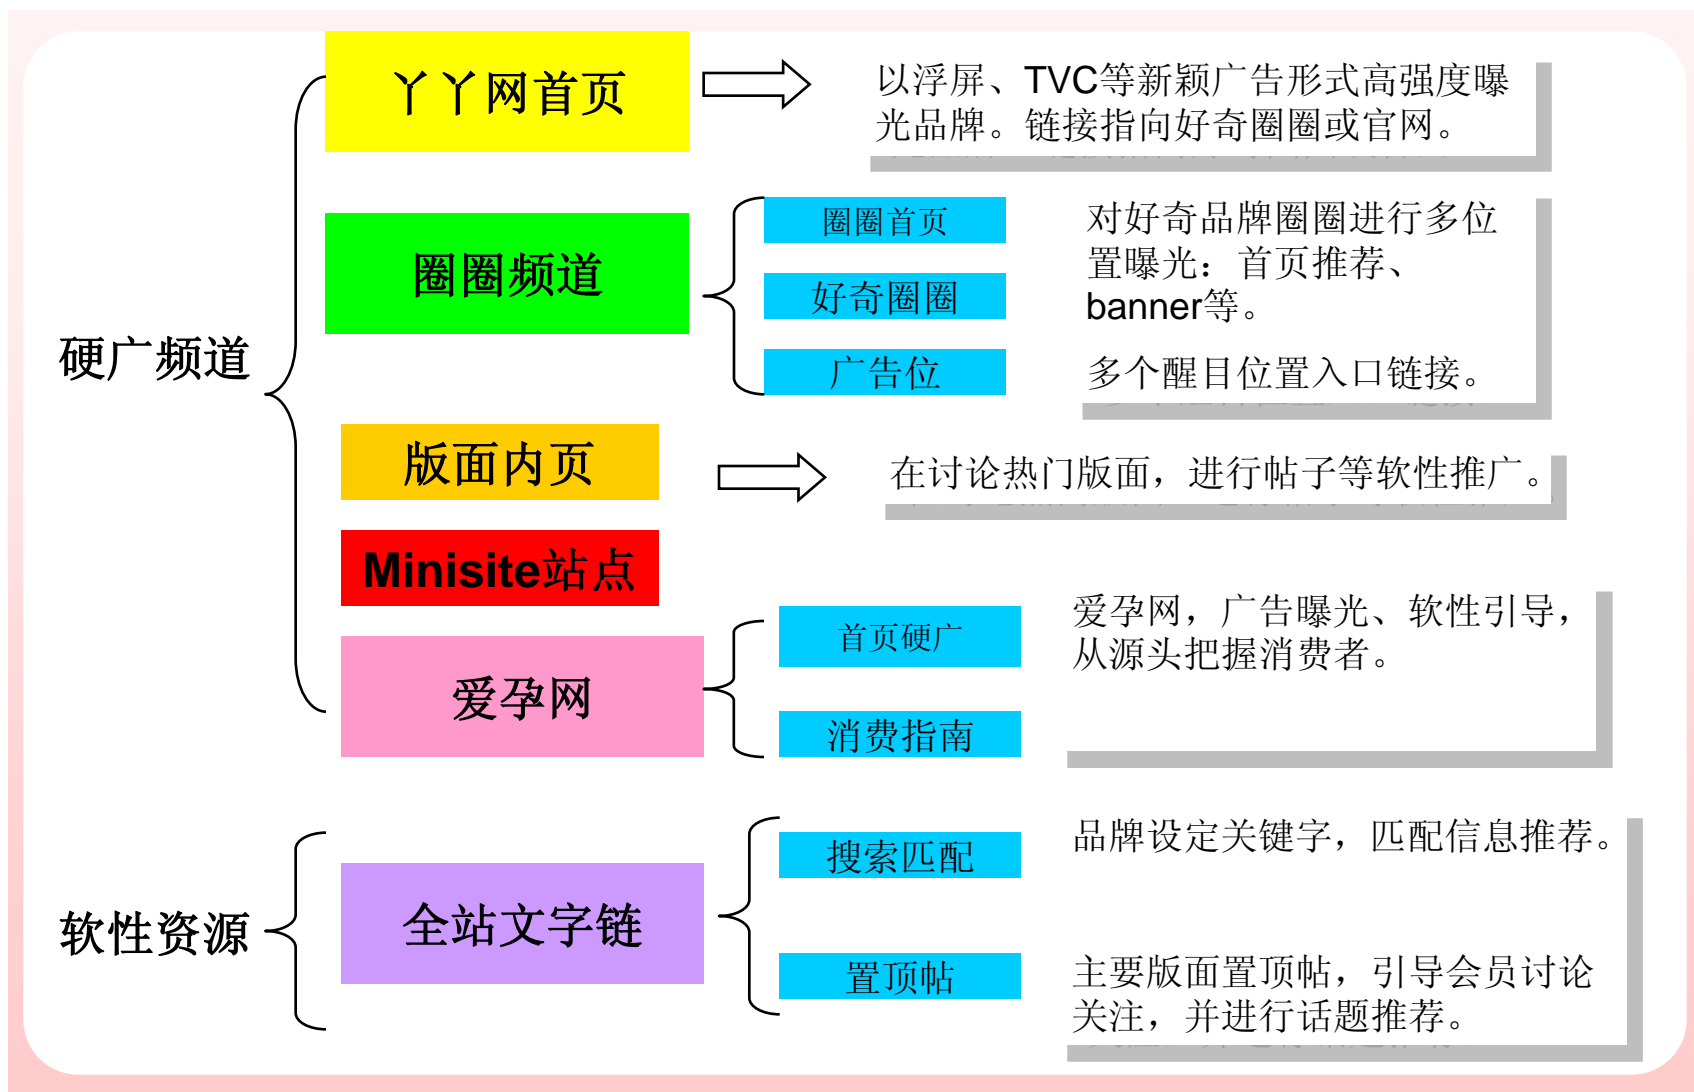 丫丫网首页
以浮屏、TVC等新颖广告形式高强度曝
光品牌。链接指向好奇圈圈或官网。
硬广频道
圈圈频道
圈圈首页
好奇圈圈
广告位
对好奇品牌圈圈进行多位
置曝光：首页推荐、
banner等。
多个醒目位置入口链接。
版面内页
在讨论热门版面，进行帖子等软性推广。
Minisite站点
爱孕网
首页硬广
消费指南
爱孕网，广告曝光、软性引导，
从源头把握消费者。
软性资源
全站文字链
搜索匹配
品牌设定关键字，匹配信息推荐。
置顶帖
主要版面置顶帖，引导会员讨论
关注，并进行话题推荐。